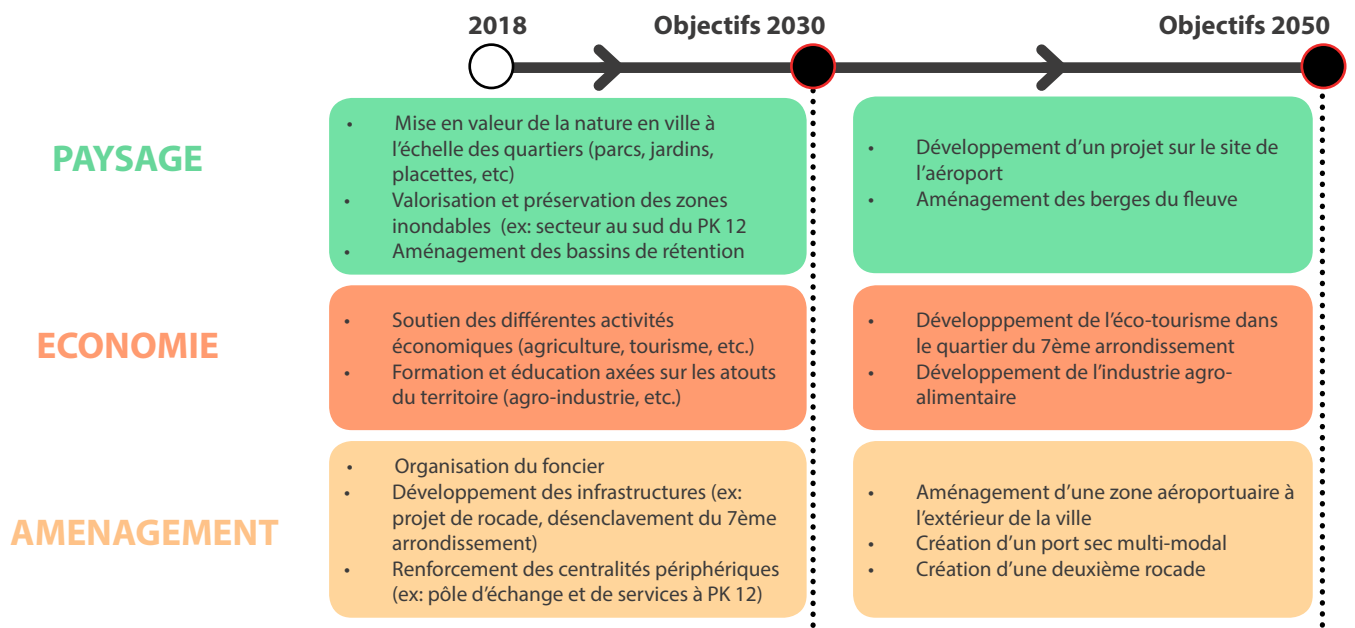 2018 Objectifs 2030 Objectifs 2050
PAYSAGE
• Mise en valeur de la nature en ville à
l’échelle des quartiers (parcs, jardins,
placettes, etc)
• Valorisation et préservation des zones
inondables (ex: secteur au sud du PK 12
• Aménagement des bassins de rétention
• Développement d’un projet sur le site de
l’aéroport
• Aménagement des berges du fleuve
ECONOMIE
• Soutien des différentes activités
économiques (agriculture, tourisme, etc.)
• Formation et éducation axées sur les atouts
du territoire (agro-industrie, etc.)
• Développpement de l’éco-tourisme dans
le quartier du 7ème arrondissement
• Développement de l’industrie agro-
alimentaire
AMENAGEMENT
• Organisation du foncier
• Développement des infrastructures (ex:
projet de rocade, désenclavement du 7ème
arrondissement)
• Renforcement des centralités périphériques
(ex: pôle d’échange et de services à PK 12)
• Aménagement d’une zone aéroportuaire à
l’extérieur de la ville
• Création d’un port sec multi-modal
• Création d’une deuxième rocade